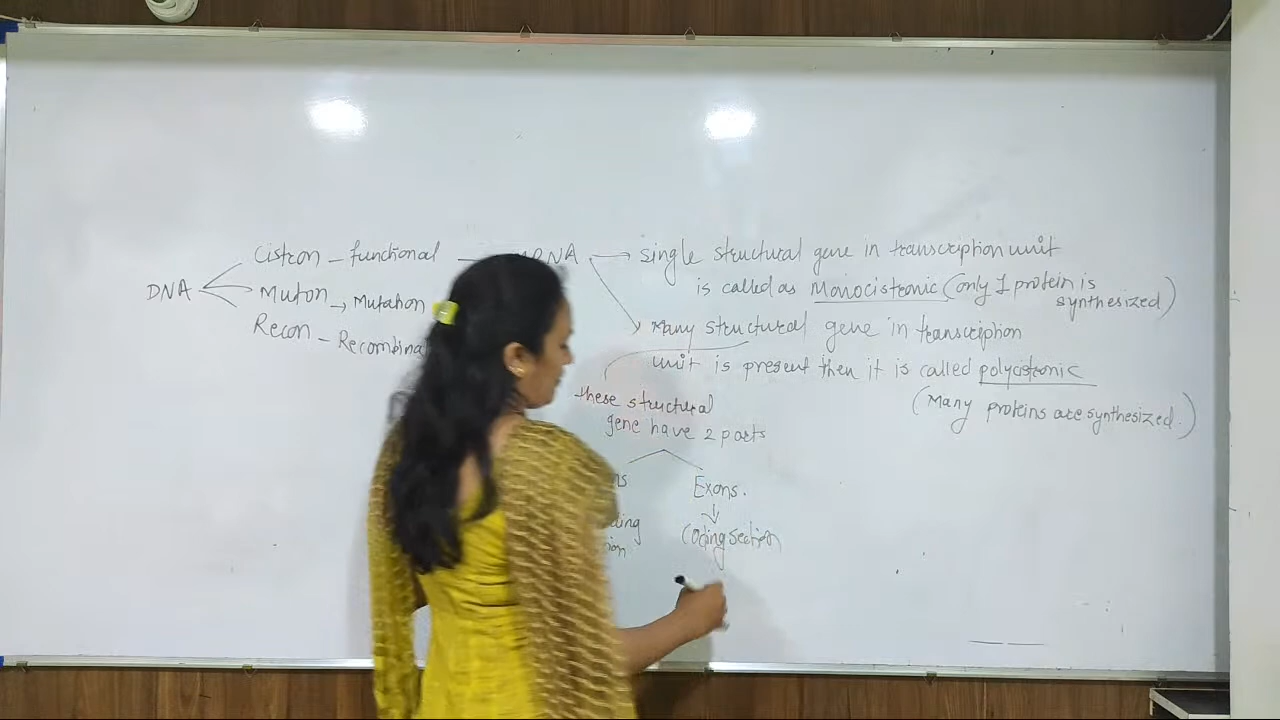 Cistron - functional
DNA
Muton → Mutation
Recon -
→ single structural gene in transcription unit
is called as Monocistronic (only 1 protein is
synthesized)
Many structural gene in transcription
unit is present then it is called polycistronic
(Many proteins are synthesized.)
these structural
gene have 2 parts
Exons.
Coding section